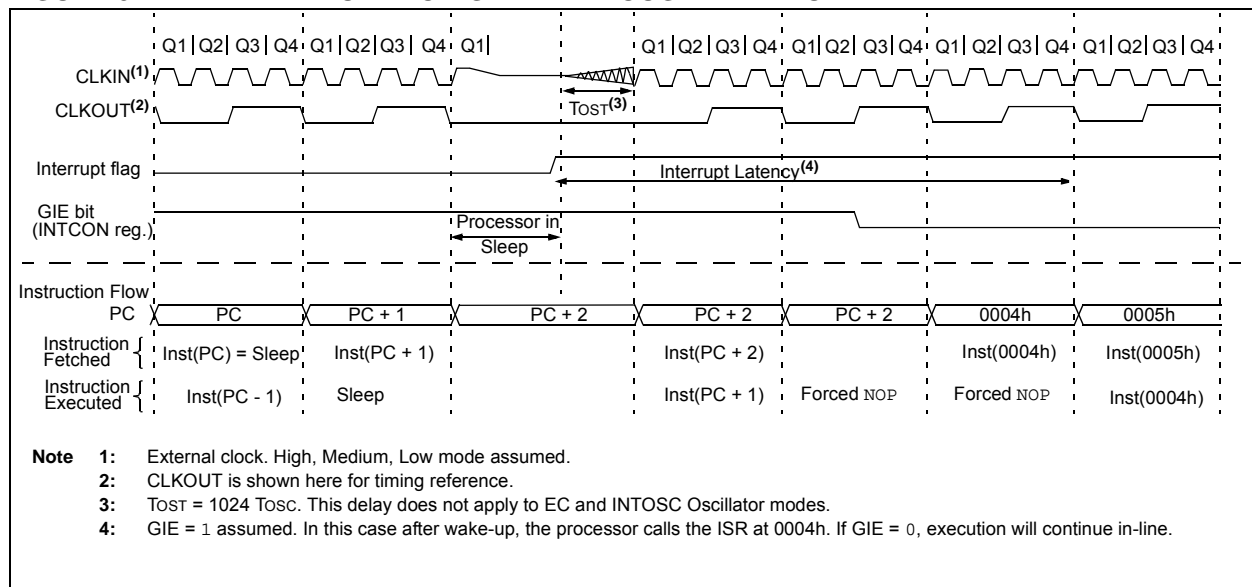 Q1 Q2 Q3 Q4 Q1 Q2 Q3 Q4 Q1 Q1 Q2 Q3 Q4 Q1 Q2 Q3 Q4 Q1 Q2 Q3 Q4 Q1 Q2 Q3 Q4
CLKIN(1)
CLKOUT(2)
TOST(3)
Interrupt flag
Interrupt Latency(4)
GIE bit
(INTCON reg.)
Processor in
Sleep
Instruction Flow
PC PC PC + 1 PC + 2 PC + 2 PC + 2 0004h 0005h
Instruction
Fetched
Inst(PC) = Sleep Inst(PC + 1) Inst(PC + 2) Inst(0004h) Inst(0005h)
Instruction
Executed
Inst(PC - 1) Sleep Inst(PC + 1) Forced NOP Forced NOP Inst(0004h)
Note 1: External clock. High, Medium, Low mode assumed.
2: CLKOUT is shown here for timing reference.
3: TOST = 1024 TOSC. This delay does not apply to EC and INTOSC Oscillator modes.
4: GIE = 1 assumed. In this case after wake-up, the processor calls the ISR at 0004h. If GIE = 0, execution will continue in-line.